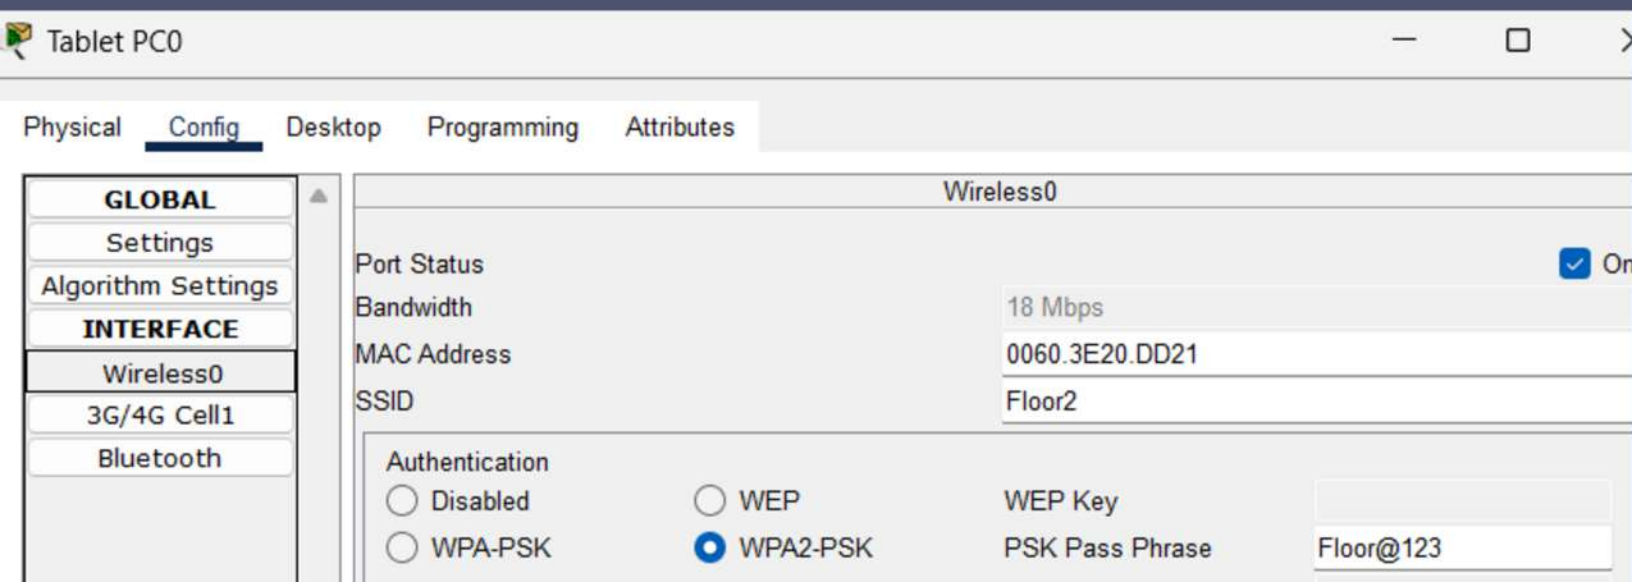 Tablet PC0
Physical Config Desktop Programming Attributes
GLOBAL
Settings
Algorithm Settings
INTERFACE
Wireless0
3G/4G Cell1
Bluetooth
Wireless0
Port Status On
Bandwidth 18 Mbps
MAC Address 0060.3E20.DD21
SSID Floor2
Authentication
Disabled WEP WEP Key
WPA-PSK WPA2-PSK PSK Pass Phrase Floor@123